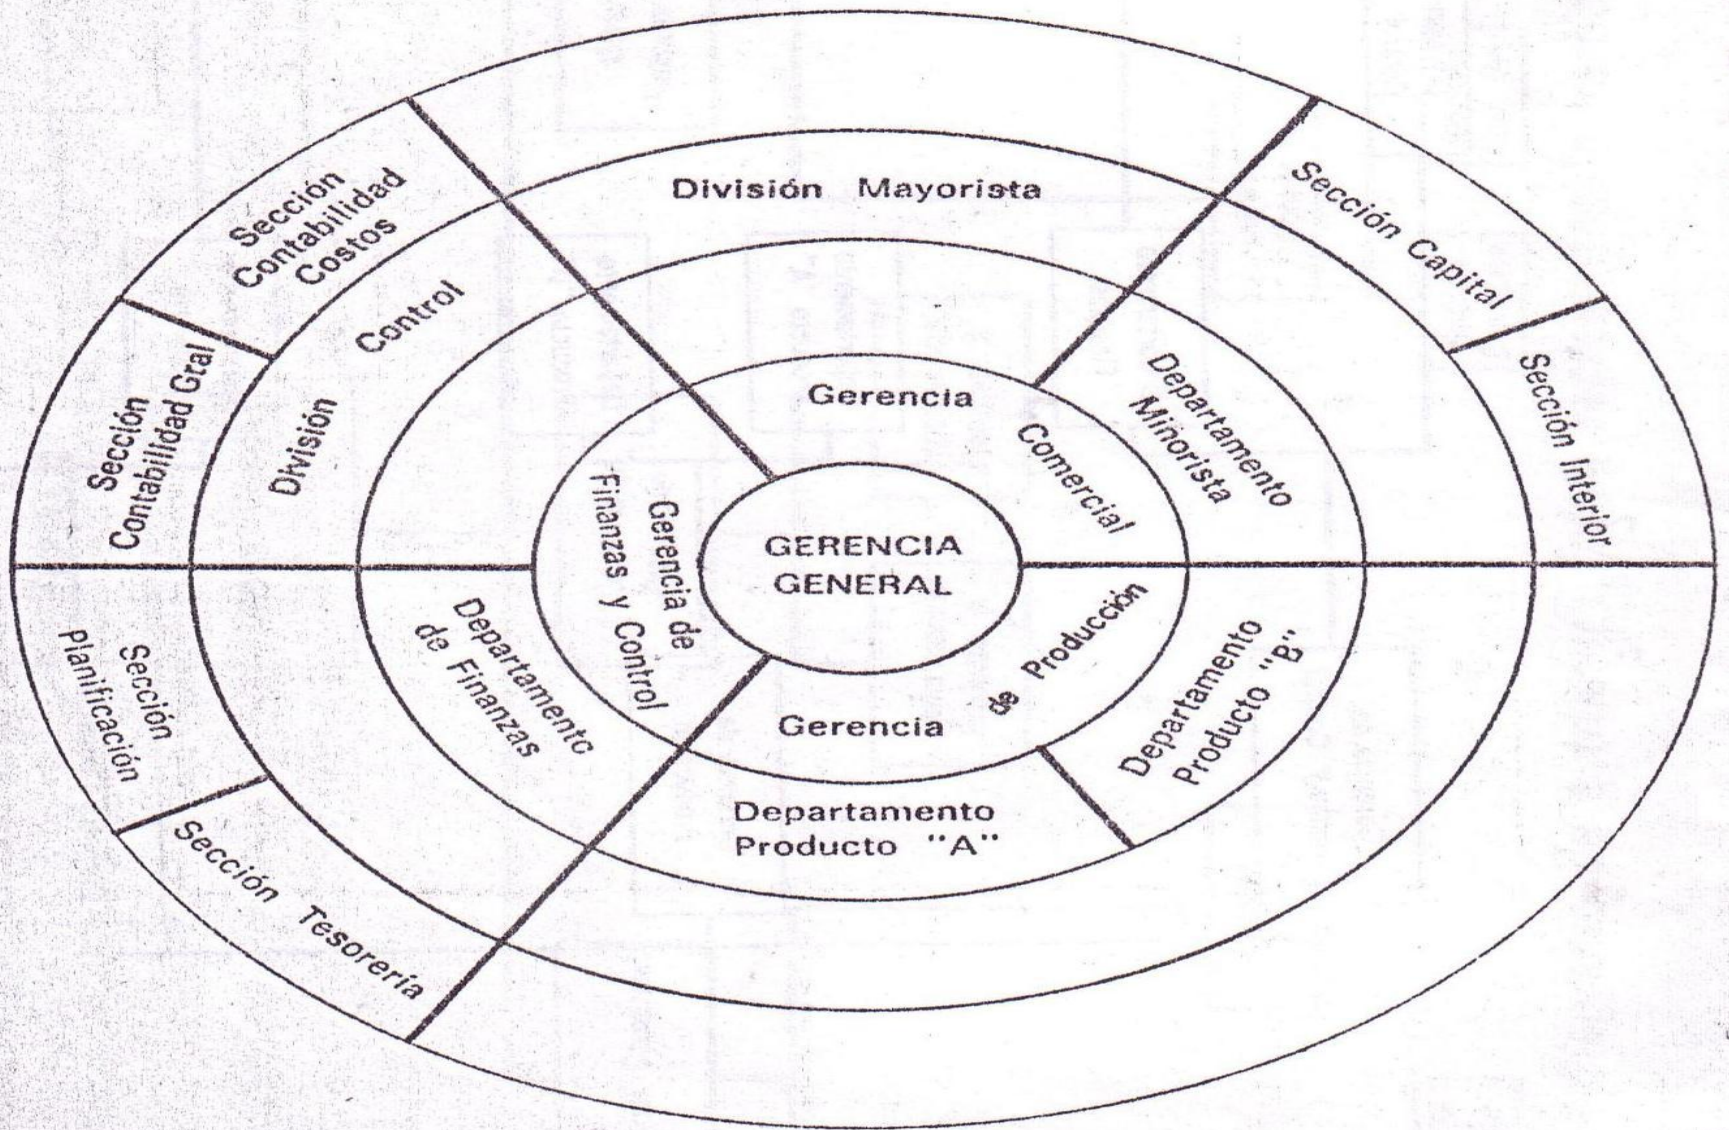 División Mayorista
Sección
Contabilidad
Costos
Sección Capital
División Control
Sección
Contabilidad Gral
Sección Interior
Departamento
Minorista
Gerencia Comercial
GERENCIA
GENERAL
Gerencia de
Finanzas y Control
Gerencia de Producción
Departamento
de Finanzas
Departamento
Producto "B"
Departamento
Producto "A"
Sección
Planificación
Sección Tesorería